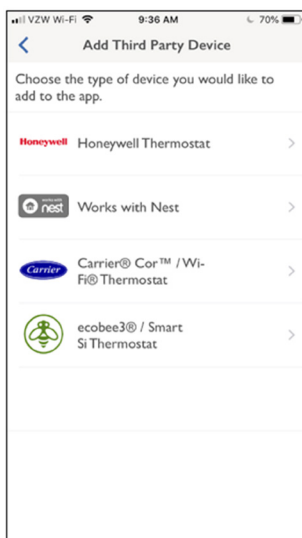 VZW Wi-Fi 9:36 AM 70%
Add Third Party Device
Choose the type of device you would like to
add to the app.
Honeywell Honeywell Thermostat
nest Works with Nest
Carrier Carrier® Cor™ / Wi-
Fi® Thermostat
ecobee3® / Smart
Si Thermostat